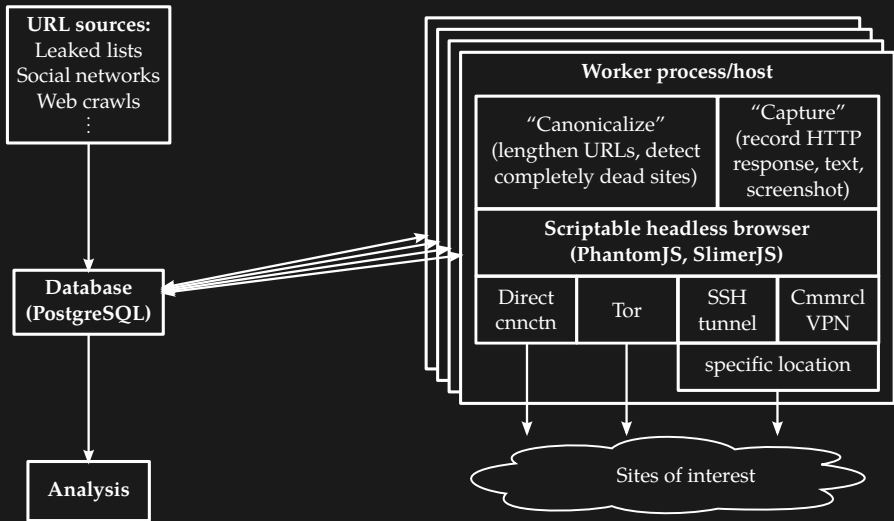 URL sources:
Leaked lists
Social networks
Web crawls
⋮
Database
(PostgreSQL)
Analysis
Worker process/host
“Canonicalize”
(lengthen URLs, detect
completely dead sites)
“Capture”
(record HTTP
response, text,
screenshot)
Scriptable headless browser
(PhantomJS, SlimerJS)
Direct
cnnctn
Tor
SSH
tunnel
Cmmrcl
VPN
specific location
Sites of interest